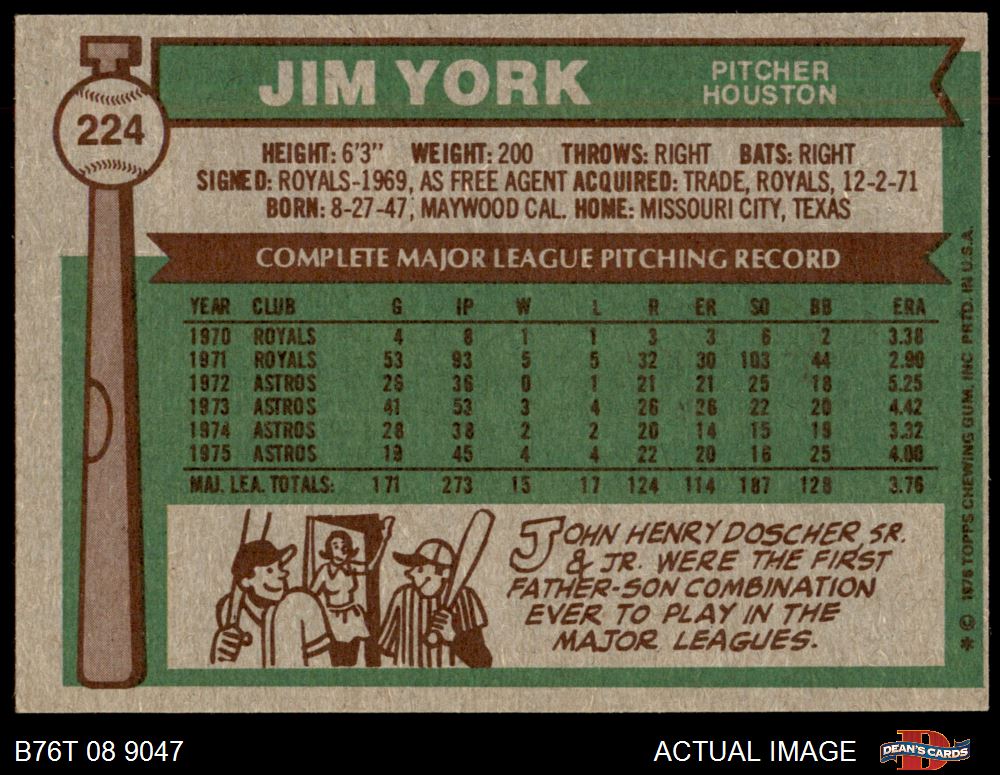 224
JIM YORK
PITCHER
HOUSTON
HEIGHT: 6'3" WEIGHT: 200 THROWS: RIGHT BATS: RIGHT
SIGNED: ROYALS-1969, AS FREE AGENT ACQUIRED: TRADE, ROYALS, 12-2-71
BORN: 8-27-47, MAYWOOD CAL. HOME: MISSOURI CITY, TEXAS
COMPLETE MAJOR LEAGUE PITCHING RECORD
YEAR CLUB G IP W L R ER SO BB ERA
1970 ROYALS 4 8 1 1 3 3 6 2 3.38
1971 ROYALS 53 93 5 5 32 30 103 44 2.90
1972 ASTROS 26 36 0 1 21 21 25 18 5.25
1973 ASTROS 41 53 3 4 26 26 22 20 4.42
1974 ASTROS 28 38 2 2 20 14 15 19 3.32
1975 ASTROS 19 45 4 4 22 20 16 25 4.00
MAJ. LEA. TOTALS: 171 273 15 17 124 114 187 128 3.76
JOHN HENRY DOSCHER, SR.
& JR. WERE THE FIRST
FATHER-SON COMBINATION
EVER TO PLAY IN THE
MAJOR LEAGUES.
* © 1976 TOPPS CHEWING GUM, INC PRTD. IN U.S.A.
B76T 08 9047
ACTUAL IMAGE
DEAN'S CARDS